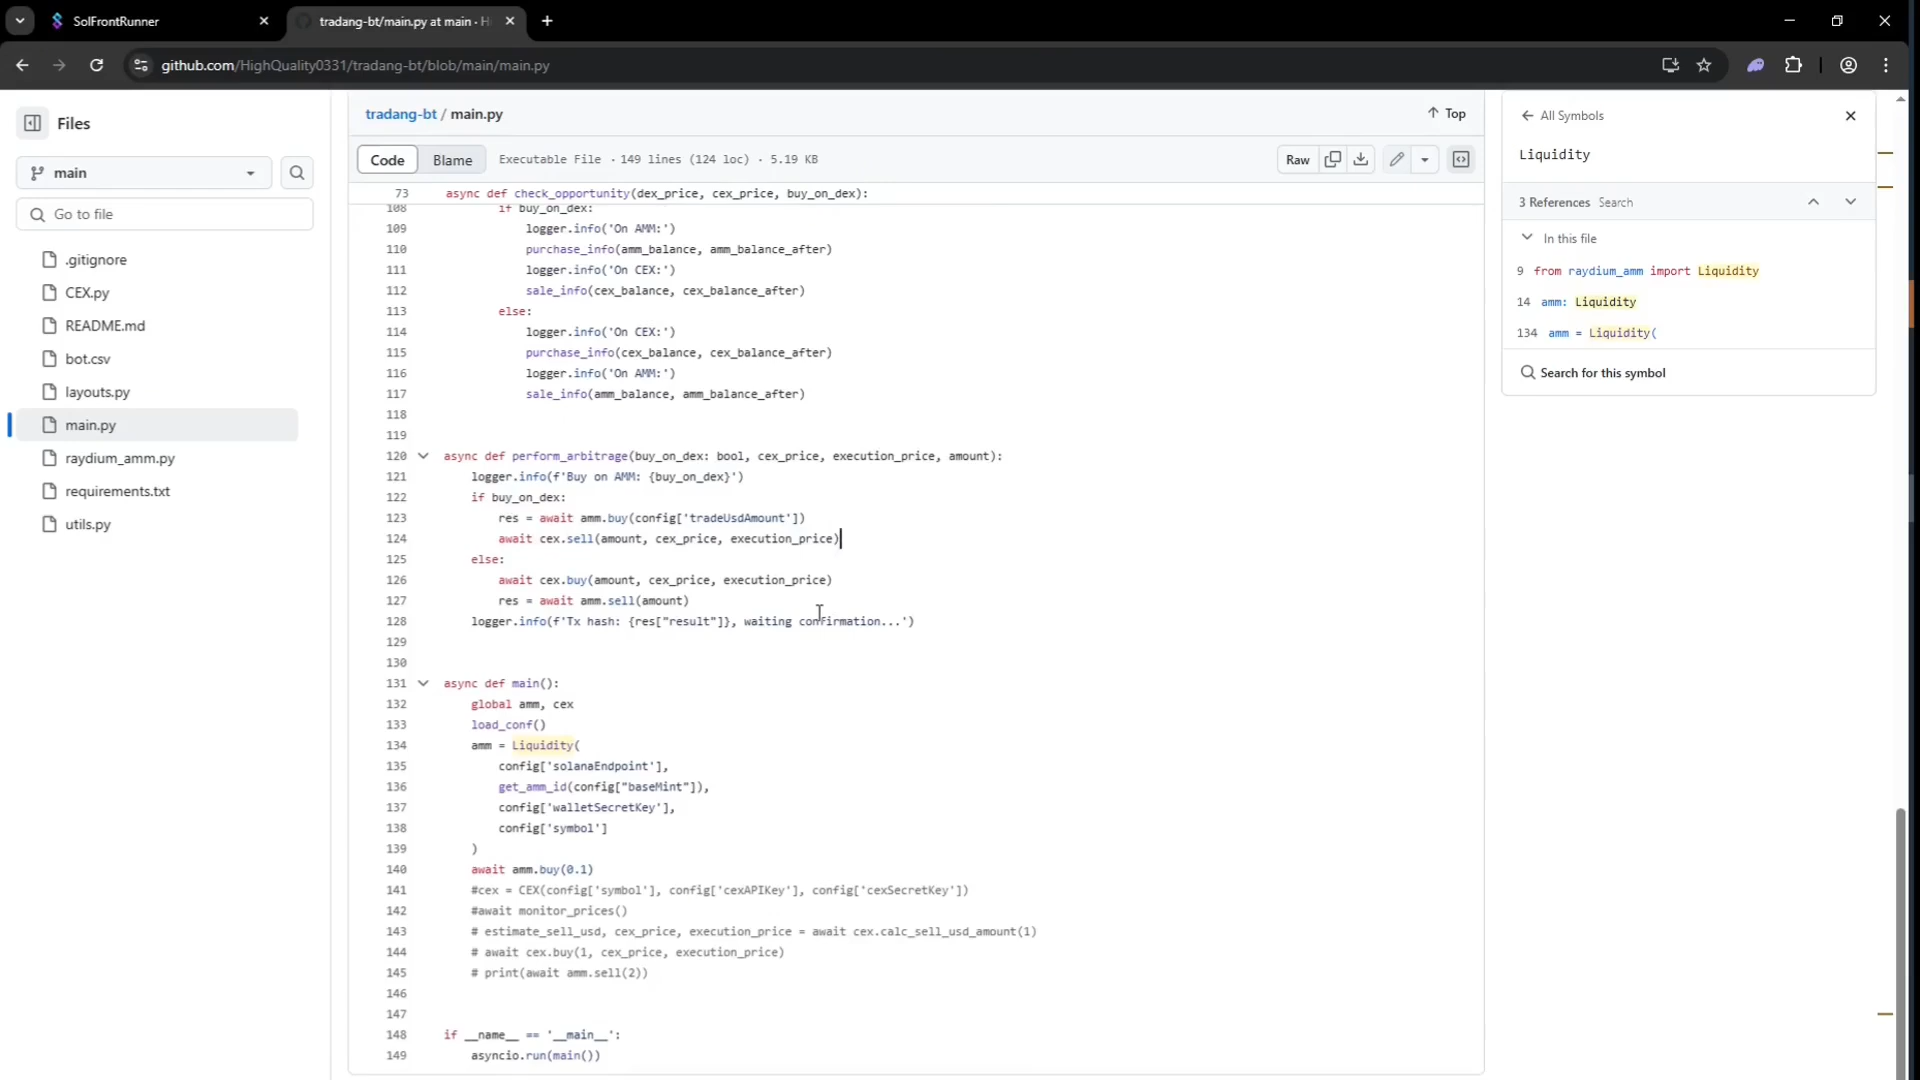 SolFrontRunner
tradang-bt/main.py at main · H
github.com/HighQuality0331/tradang-bt/blob/main/main.py
Files
main
Go to file
.gitignore
CEX.py
README.md
bot.csv
layouts.py
main.py
raydium_amm.py
requirements.txt
utils.py
tradang-bt / main.py
Top
Code
Blame
Executable File · 149 lines (124 loc) · 5.19 KB
Raw
73 async def check_opportunity(dex_price, cex_price, buy_on_dex):
108 if buy_on_dex:
109 logger.info('On AMM:')
110 purchase_info(amm_balance, amm_balance_after)
111 logger.info('On CEX:')
112 sale_info(cex_balance, cex_balance_after)
113 else:
114 logger.info('On CEX:')
115 purchase_info(cex_balance, cex_balance_after)
116 logger.info('On AMM:')
117 sale_info(amm_balance, amm_balance_after)
118
119
120 async def perform_arbitrage(buy_on_dex: bool, cex_price, execution_price, amount):
121 logger.info(f'Buy on AMM: {buy_on_dex}')
122 if buy_on_dex:
123 res = await amm.buy(config['tradeUsdAmount'])
124 await cex.sell(amount, cex_price, execution_price)
125 else:
126 await cex.buy(amount, cex_price, execution_price)
127 res = await amm.sell(amount)
128 logger.info(f'Tx hash: {res["result"]}, waiting confirmation...')
129
130
131 async def main():
132 global amm, cex
133 load_conf()
134 amm = Liquidity(
135 config['solanaEndpoint'],
136 get_amm_id(config["baseMint"]),
137 config['walletSecretKey'],
138 config['symbol']
139 )
140 await amm.buy(0.1)
141 #cex = CEX(config['symbol'], config['cexAPIKey'], config['cexSecretKey'])
142 #await monitor_prices()
143 # estimate_sell_usd, cex_price, execution_price = await cex.calc_sell_usd_amount(1)
144 # await cex.buy(1, cex_price, execution_price)
145 # print(await amm.sell(2))
146
147
148 if __name__ == '__main__':
149 asyncio.run(main())
All Symbols
Liquidity
3 References Search
In this file
9 from raydium_amm import Liquidity
14 amm: Liquidity
134 amm = Liquidity(
Search for this symbol